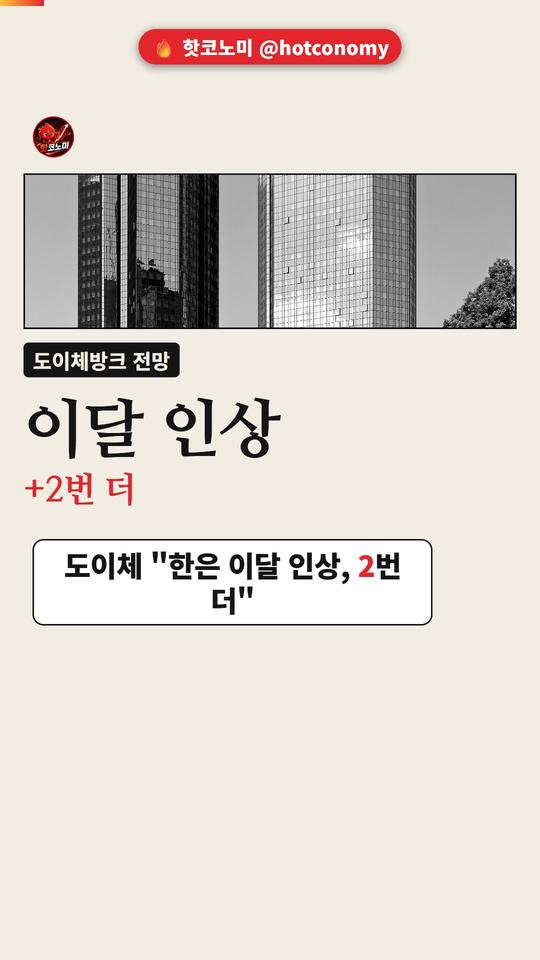 🔥 핫코노미 @hotconomy
핫코노미
도이체방크 전망
이달 인상
+2번 더
도이체 "한은 이달 인상, 2번
더"